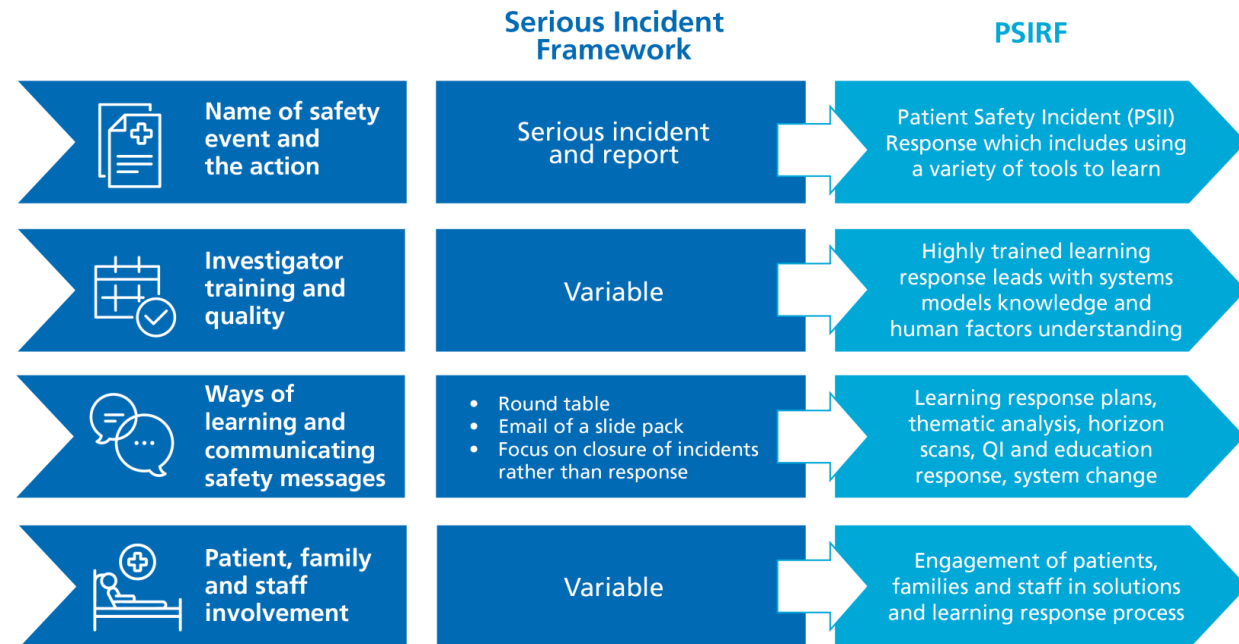 Serious Incident
Framework
PSIRF
Name of safety
event and
the action
Serious incident
and report
Patient Safety Incident (PSII)
Response which includes using
a variety of tools to learn
Investigator
training and
quality
Variable
Highly trained learning
response leads with systems
models knowledge and
human factors understanding
Ways of
learning and
communicating
safety messages
• Round table
• Email of a slide pack
• Focus on closure of incidents
rather than response
Learning response plans,
thematic analysis, horizon
scans, QI and education
response, system change
Patient, family
and staff
involvement
Variable
Engagement of patients,
families and staff in solutions
and learning response process